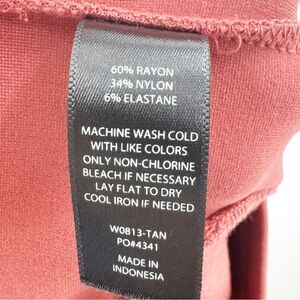 60% RAYON
34% NYLON
6% ELASTANE
MACHINE WASH COLD
WITH LIKE COLORS
ONLY NON-CHLORINE
BLEACH IF NECESSARY
LAY FLAT TO DRY
COOL IRON IF NEEDED
W0813-TAN
PO#4341
MADE IN
INDONESIA